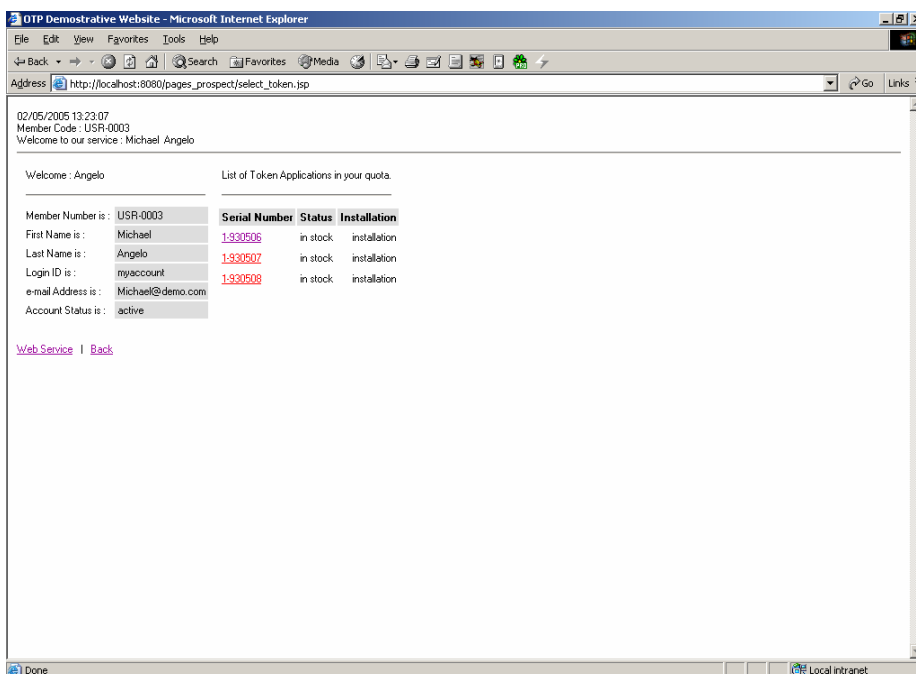 OTP Demostrative Website - Microsoft Internet Explorer
File Edit View Favorites Tools Help
Back Search Favorites Media
Address http://localhost:8080/pages_prospect/select_token.jsp Go Links
02/05/2005 13:23:07
Member Code : USR-0003
Welcome to our service : Michael Angelo
Welcome : Angelo
Member Number is : USR-0003
First Name is : Michael
Last Name is : Angelo
Login ID is : myaccount
e-mail Address is : Michael@demo.com
Account Status is : active
List of Token Applications in your quota.
Serial Number Status Installation
1-930506 in stock installation
1-930507 in stock installation
1-930508 in stock installation
Web Service | Back
Done Local intranet